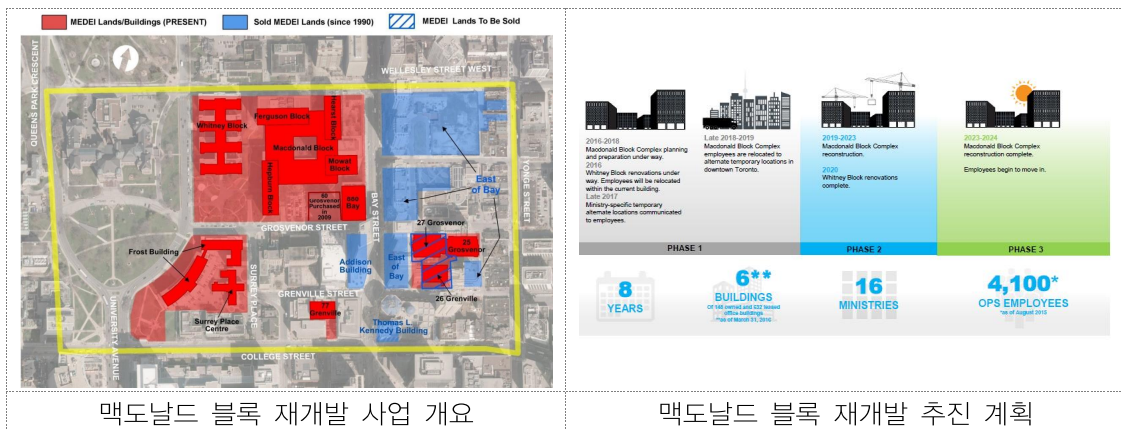 MEDEI Lands/Buildings (PRESENT)
Sold MEDEI Lands (since 1990)
MEDEI Lands To Be Sold
QUEENS PARK CRESCENT
WELLESLEY STREET WEST
Whitney Block
Ferguson Block
Hearst Block
Macdonald Block
Mowat
Block
Hepburn Block
Purchased
in
2009
880
Bay
GROSVENOR STREET
BAY STREET
YONGE STREET
East
of Bay
27 Grosvenor
25
Grosvenor
Frost Building
SURREY PLACE
Addison
Building
East
of
Bay
26 Grenville
GRENVILLE STREET
77
Grenville
Surrey Place
Centre
UNIVERSITY AVENUE
Thomas L.
Kennedy Building
COLLEGE STREET
맥도날드 블록 재개발 사업 개요
2016-2018
Macdonald Block Complex planning
and preparation under way.
2016
Whitney Block renovations under
way. Employees will be relocated
within the current building.
Late 2017
Ministry-specific temporary
alternate locations communicated
to employees.
Late 2018-2019
Macdonald Block Complex
employees are relocated to
alternate temporary locations in
downtown Toronto.
2019-2023
Macdonald Block Complex
reconstruction.
2020
Whitney Block renovations
complete.
2023-2024
Macdonald Block Complex
reconstruction complete.
Employees begin to move in.
PHASE 1
PHASE 2
PHASE 3
8
YEARS
6**
BUILDINGS
office buildings
**as of March 31, 2016
16
MINISTRIES
4,100*
OPS EMPLOYEES
*as of August 2015
맥도날드 블록 재개발 추진 계획